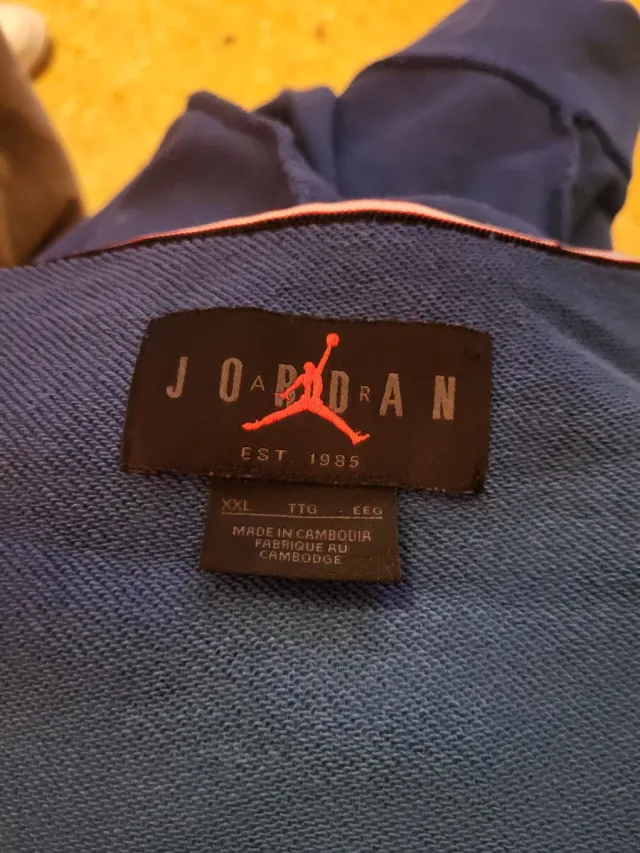 JORDAN
AIR
EST. 1985
XXL TTG EEG
MADE IN CAMBODIA
FABRIQUE AU
CAMBODGE